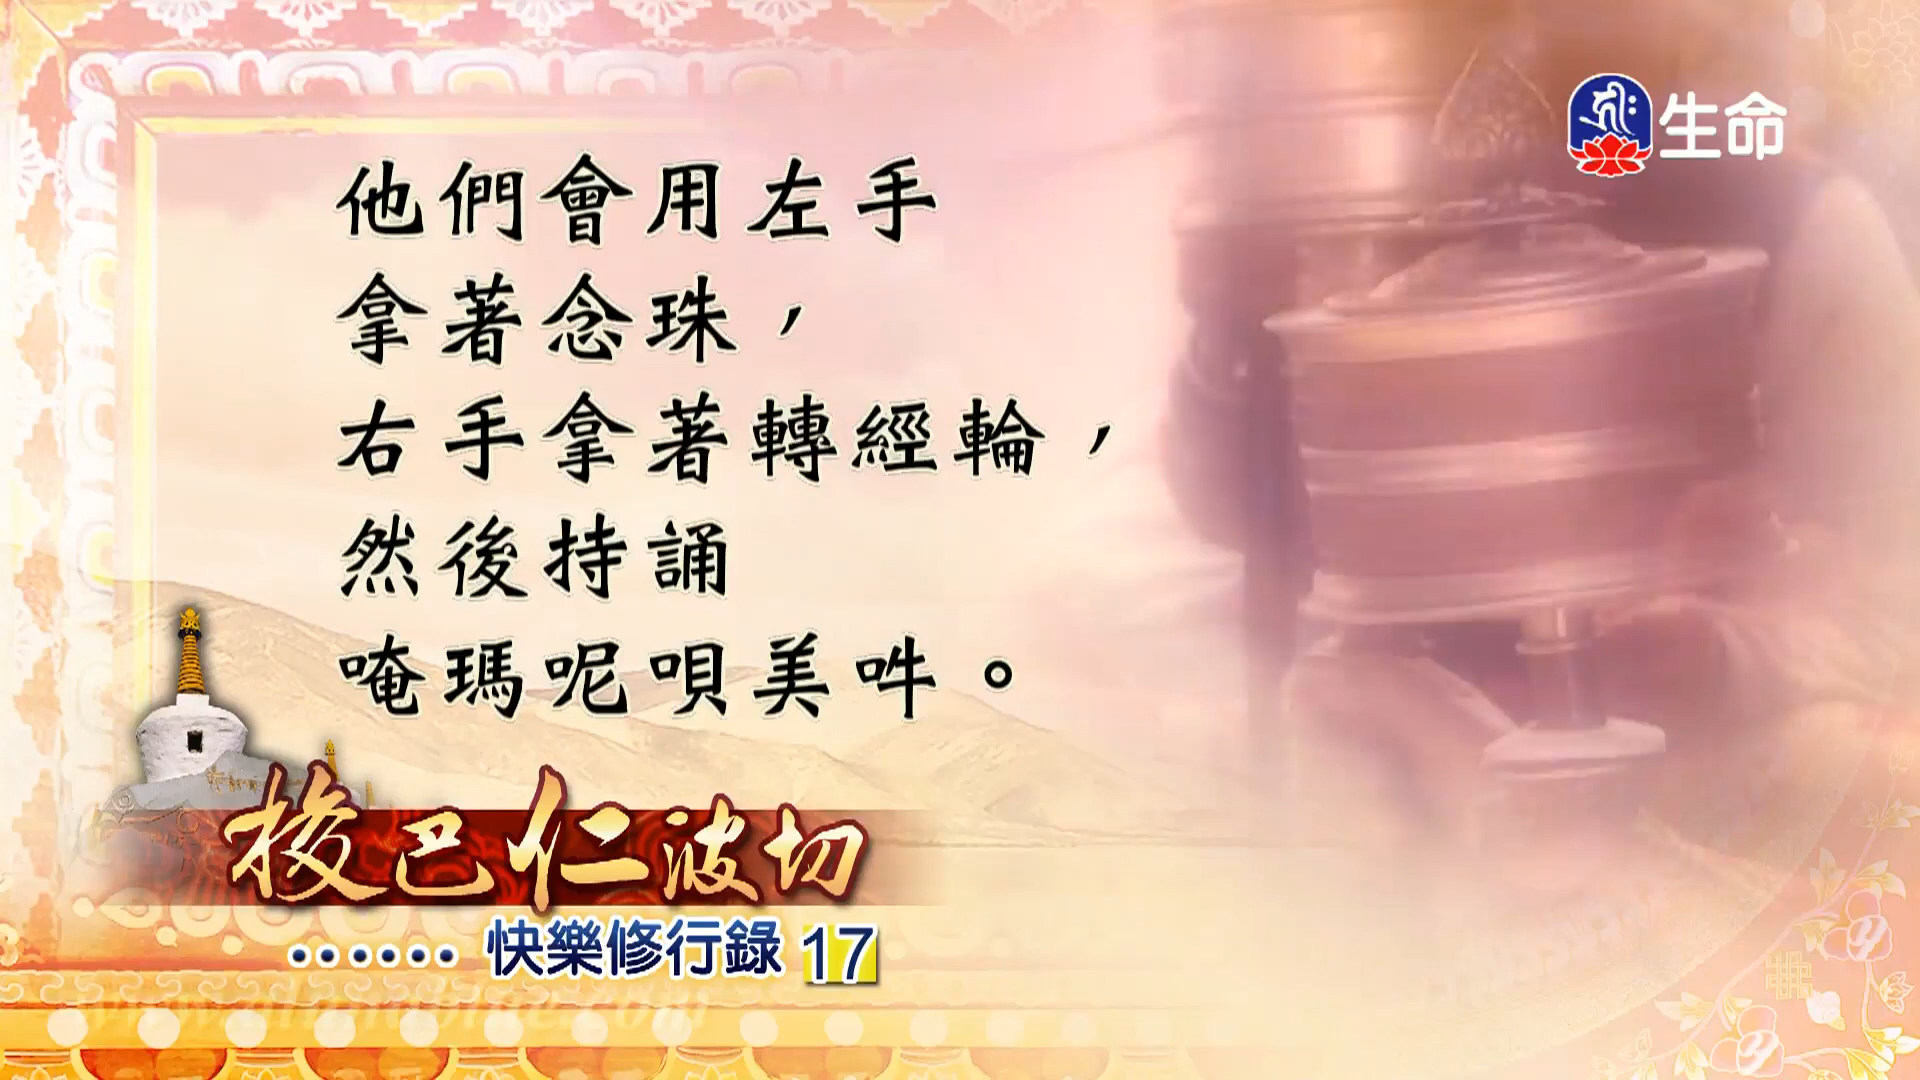 生命
他們會用左手
拿著念珠，
右手拿著轉經輪，
然後持誦
唵瑪呢唄美吽。
梭巴仁波切
······ 快樂修行錄 17